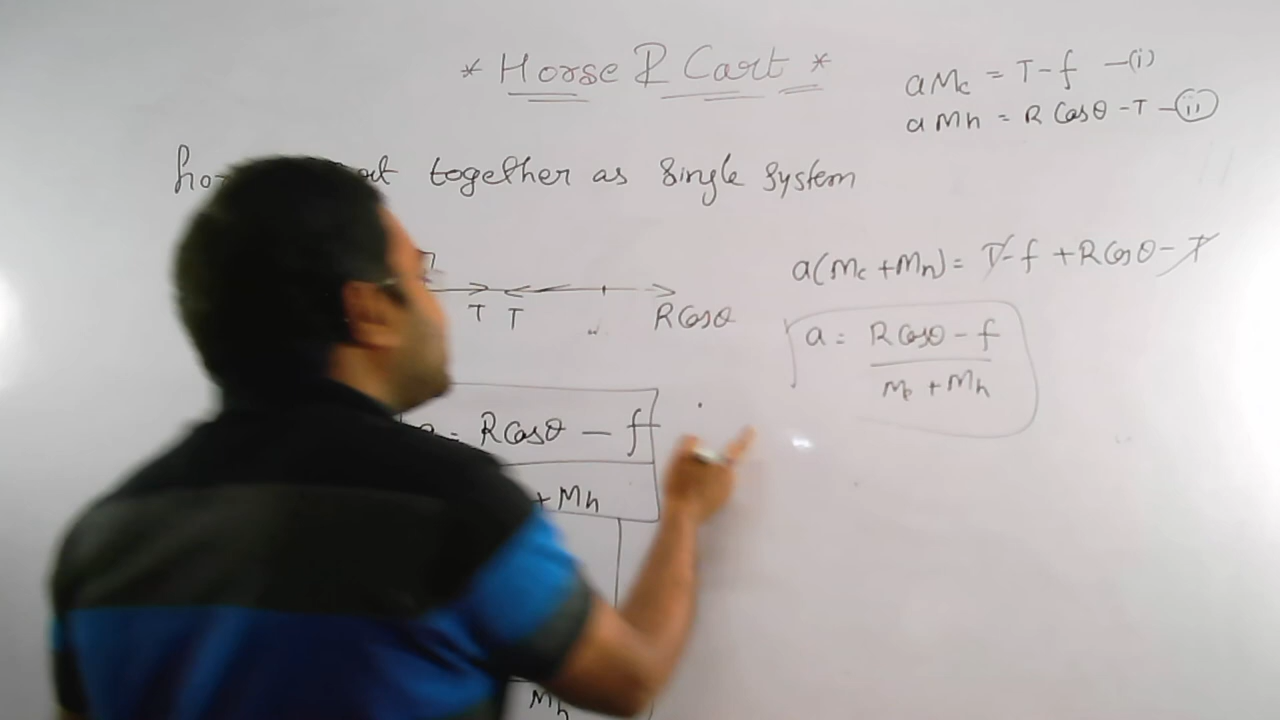 * Horse & Cart *
aMc = T - f —(i)
aMh = R Cosθ - T —(ii)
together as Single System
T T RCosθ
a(Mc + Mh) = T - f + RCosθ - T
a = RCosθ - f
Mc + Mh
= RCosθ - f
+ Mh
Mh